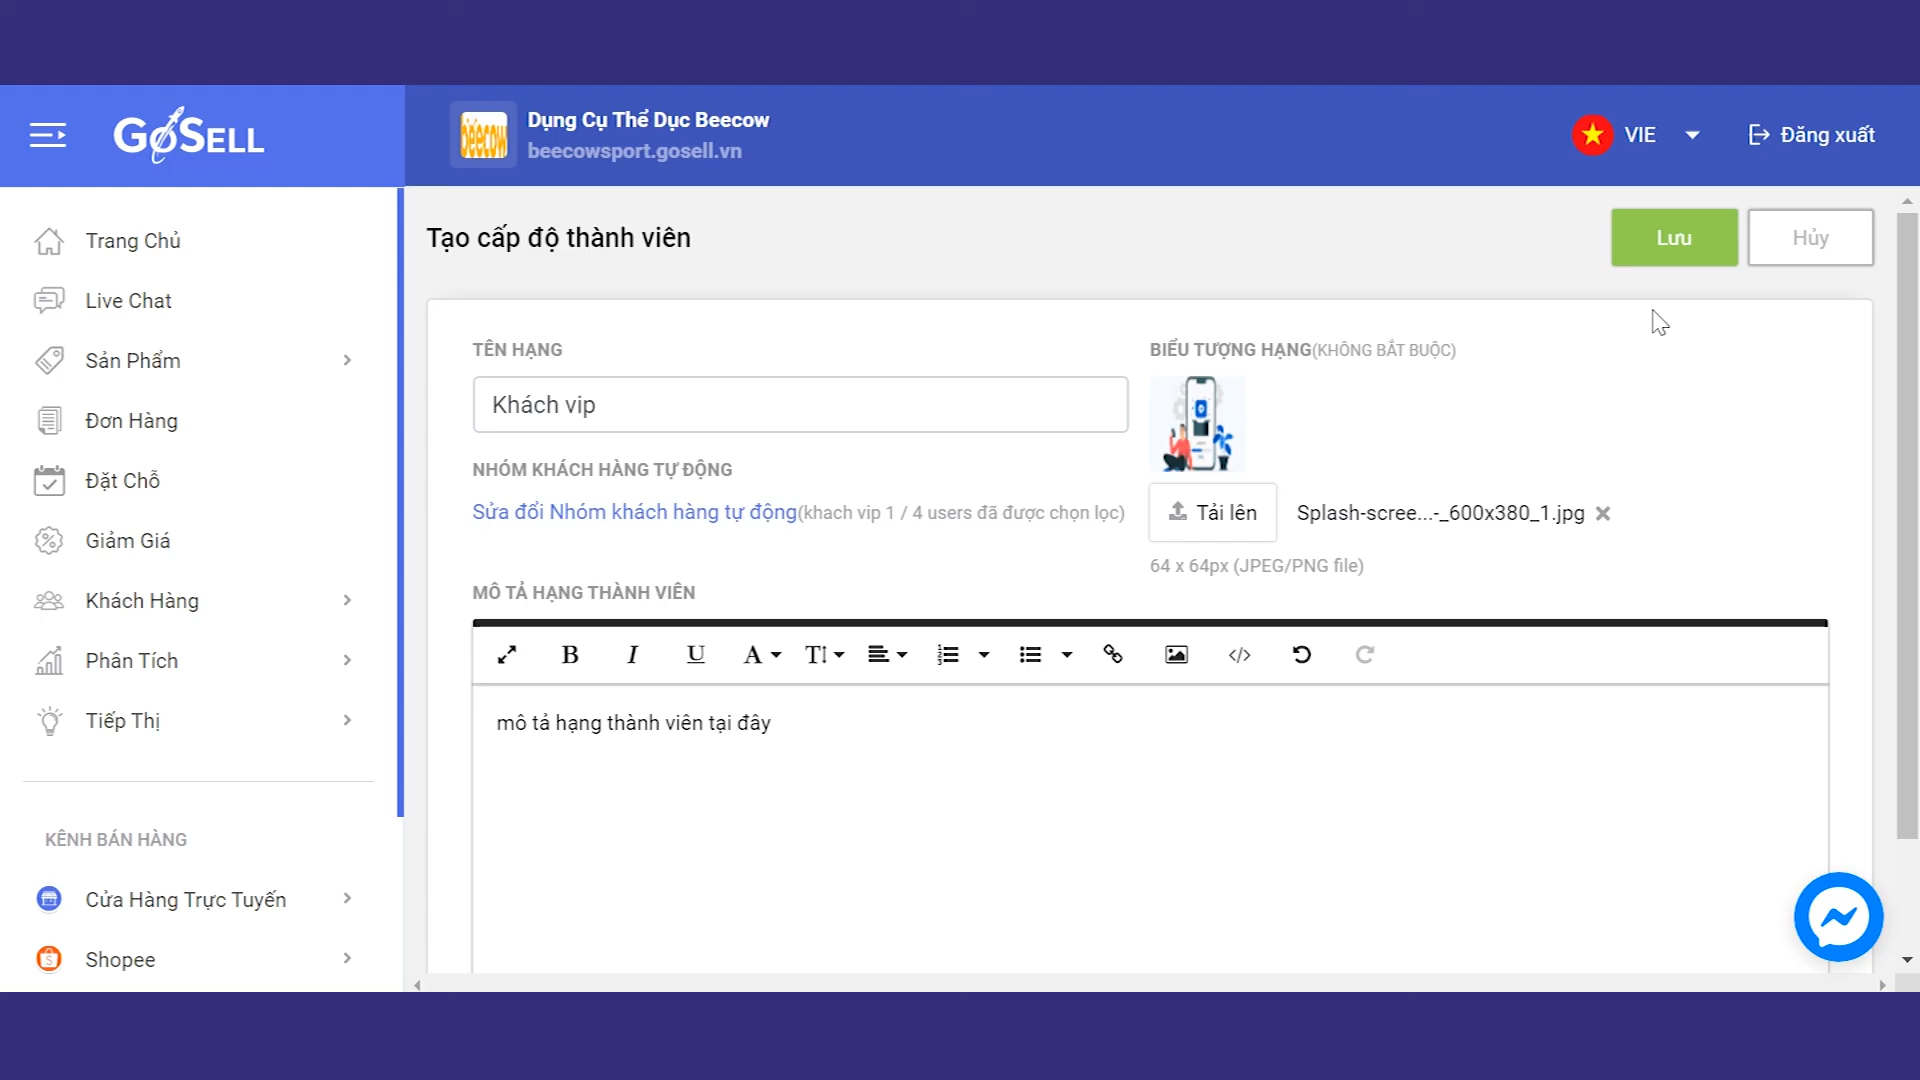 GOSELL
beecow
Dụng Cụ Thể Dục Beecow
beecowsport.gosell.vn
VIE
Đăng xuất
Trang Chủ
Live Chat
Sản Phẩm
Đơn Hàng
Đặt Chỗ
Giảm Giá
Khách Hàng
Phân Tích
Tiếp Thị
KÊNH BÁN HÀNG
Cửa Hàng Trực Tuyến
Shopee
Tạo cấp độ thành viên
Lưu
Hủy
TÊN HẠNG
Khách vip
NHÓM KHÁCH HÀNG TỰ ĐỘNG
Sửa đổi Nhóm khách hàng tự động(khach vip 1 / 4 users đã được chọn lọc)
BIỂU TƯỢNG HẠNG(KHÔNG BẮT BUỘC)
Tải lên
Splash-scree...-_600x380_1.jpg
64 x 64px (JPEG/PNG file)
MÔ TẢ HẠNG THÀNH VIÊN
mô tả hạng thành viên tại đây